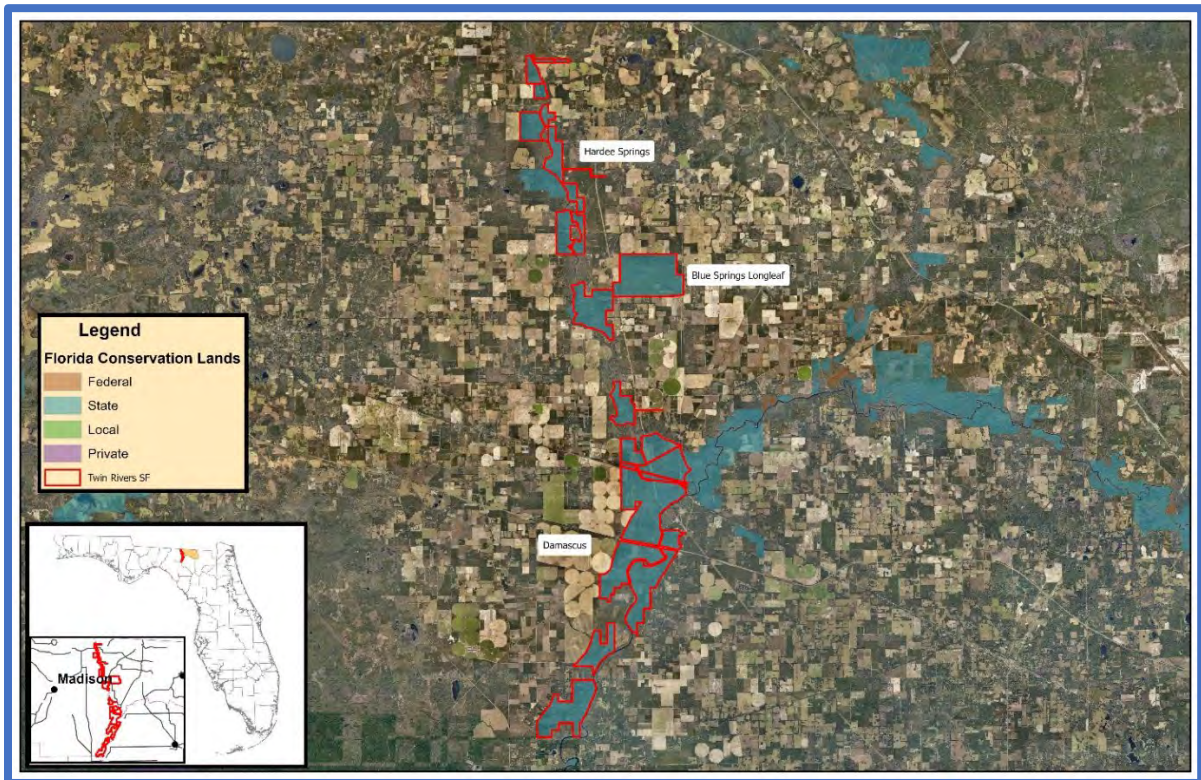 Hardee Springs
Blue Springs Longleaf
Legend
Florida Conservation Lands
Federal
State
Local
Private
Twin Rivers SF
Damascus
Madison